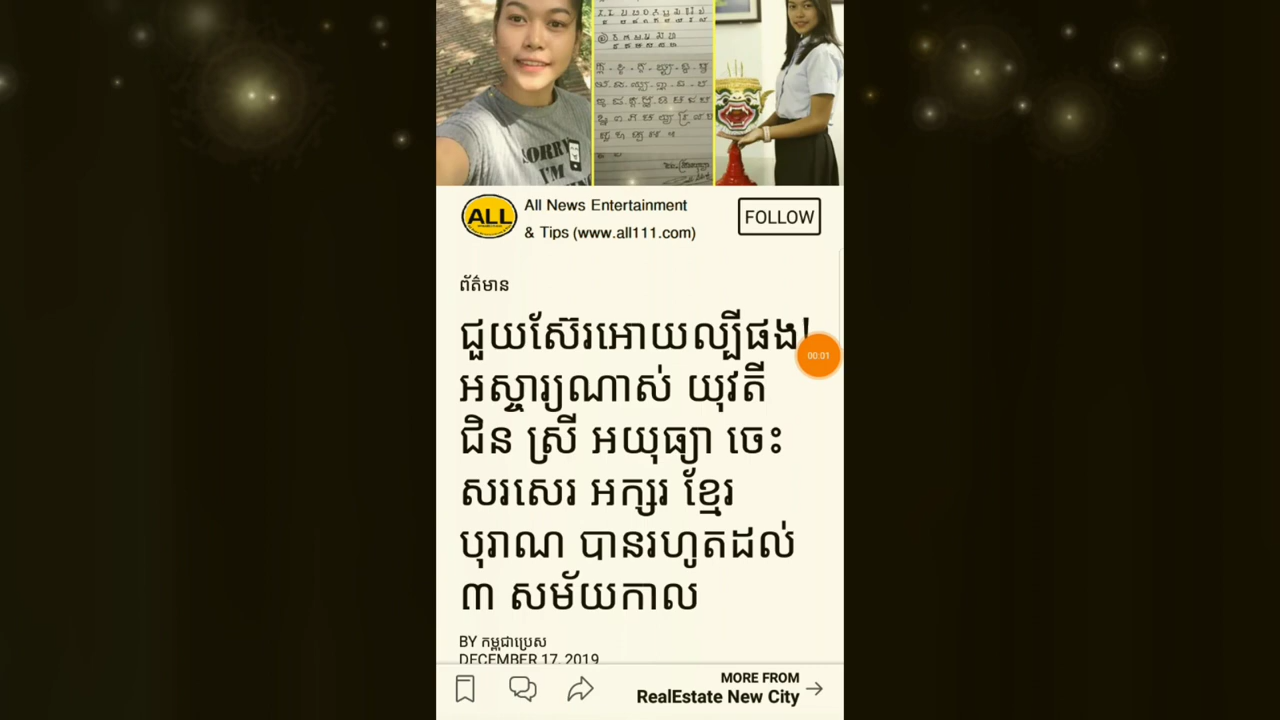 SORRY
I'M
ALL
All News Entertainment
& Tips (www.all111.com)
FOLLOW
ព័ត៌មាន
ជួយស៊ែរអោយល្បីផង!
អស្ចារ្យណាស់ យុវតី
ជិន ស្រី អយុធ្យា ចេះ
សរសេរ អក្សរ ខ្មែរ
បុរាណ បានរហូតដល់
៣ សម័យកាល
00:01
BY កម្ពុជាប្រេស
DECEMBER 17, 2019
MORE FROM
RealEstate New City